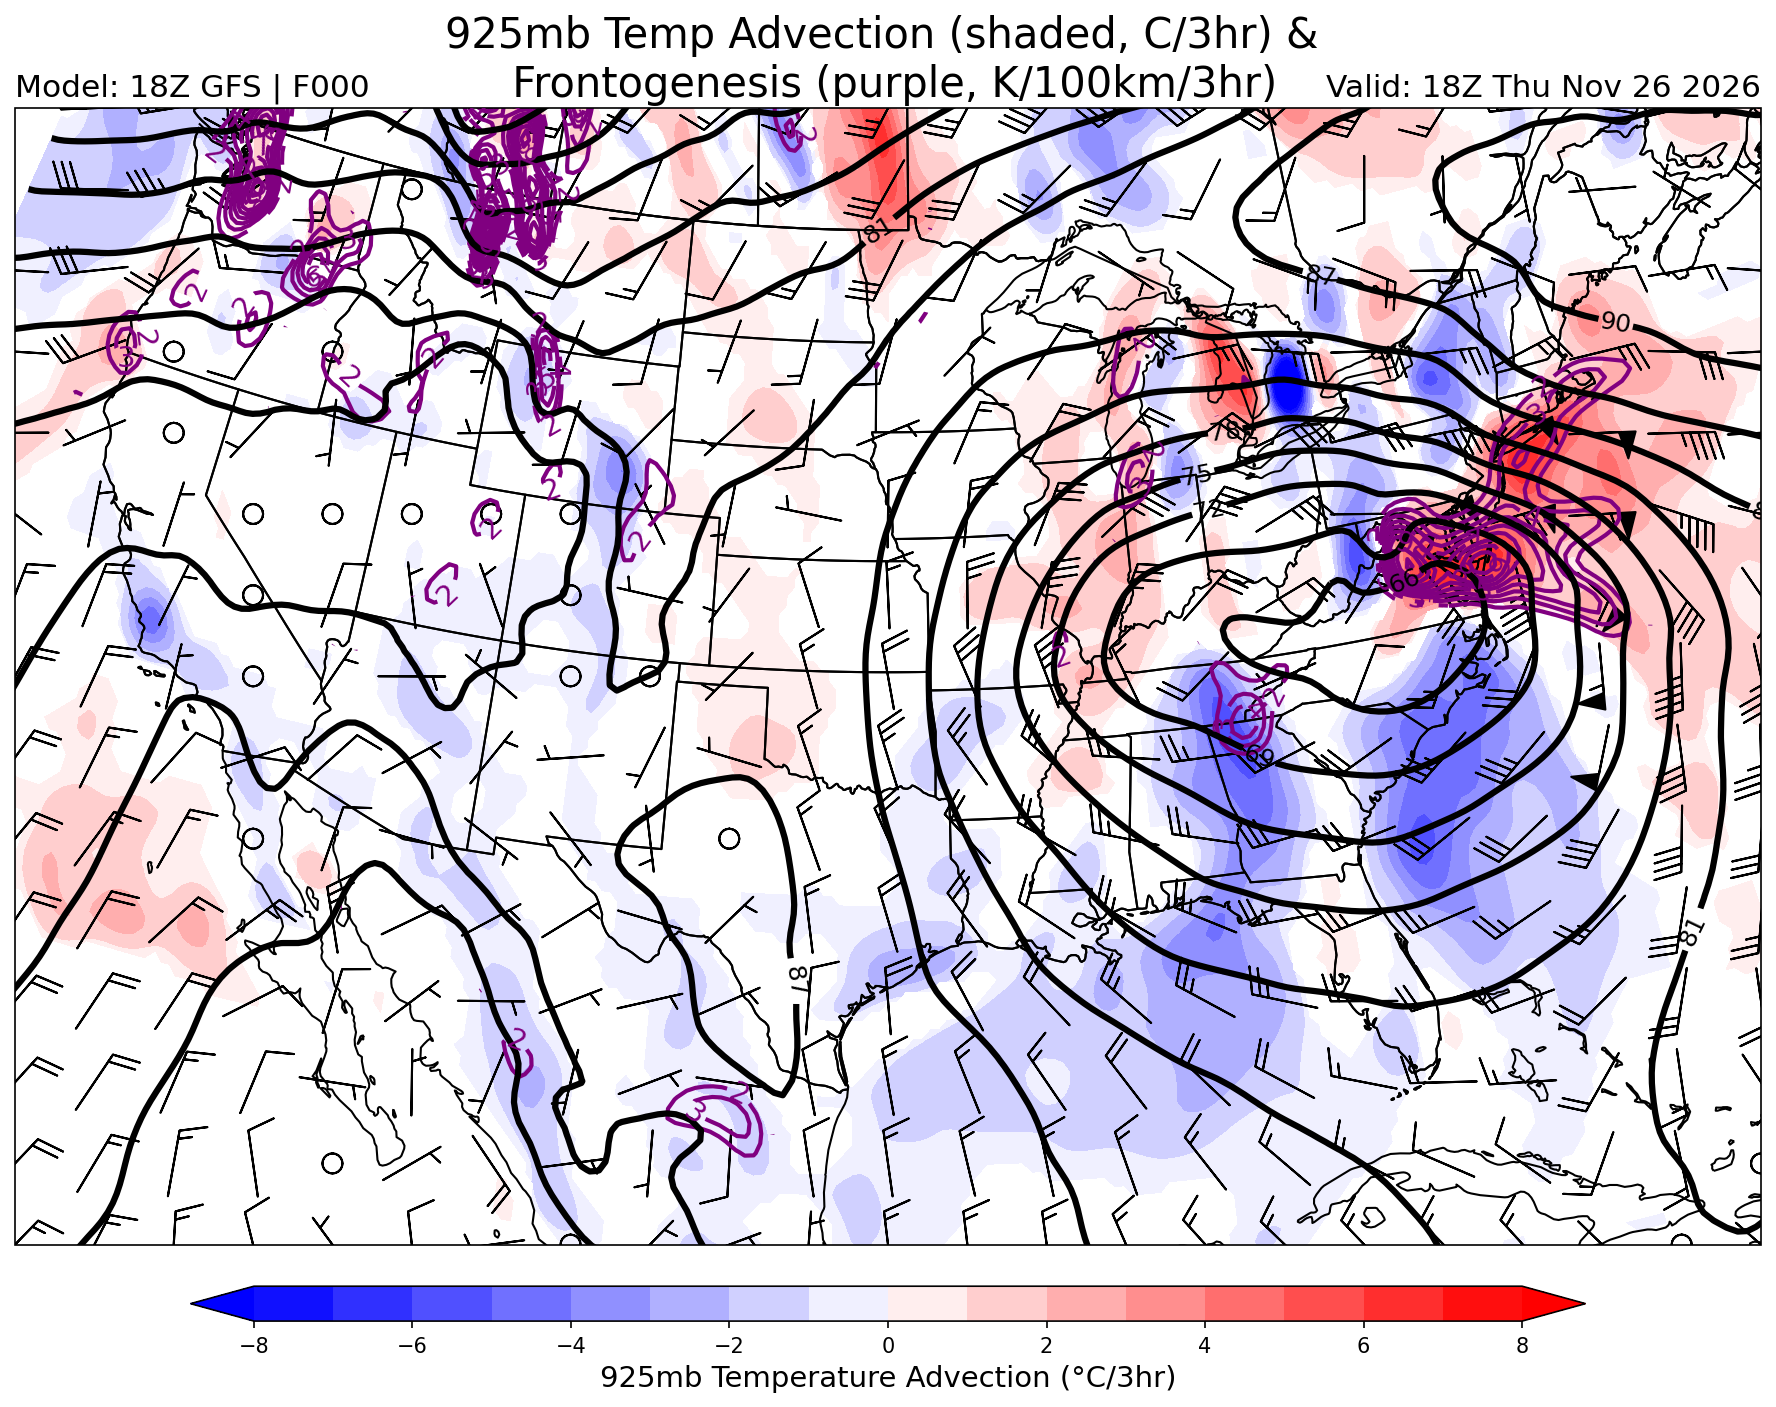 925mb Temp Advection (shaded, C/3hr) &
Frontogenesis (purple, K/100km/3hr)
Model: 18Z GFS | F000
Valid: 18Z Thu Nov 26 2026
81
87
90
78
75
72
66
69
81
87
−8 −6 −4 −2 0 2 4 6 8
925mb Temperature Advection (°C/3hr)